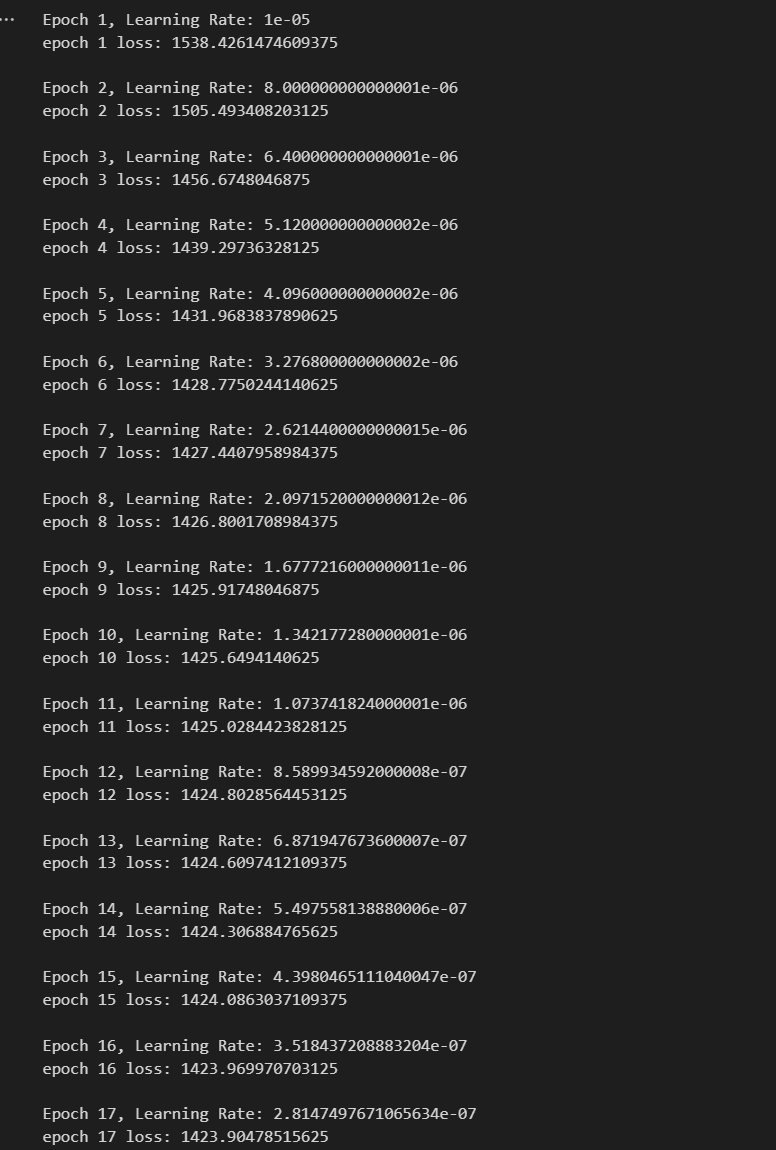 Epoch 1, Learning Rate: 1e-05
epoch 1 loss: 1538.4261474609375
Epoch 2, Learning Rate: 8.000000000000001e-06
epoch 2 loss: 1505.493408203125
Epoch 3, Learning Rate: 6.400000000000001e-06
epoch 3 loss: 1456.6748046875
Epoch 4, Learning Rate: 5.120000000000002e-06
epoch 4 loss: 1439.29736328125
Epoch 5, Learning Rate: 4.096000000000002e-06
epoch 5 loss: 1431.9683837890625
Epoch 6, Learning Rate: 3.276800000000002e-06
epoch 6 loss: 1428.7750244140625
Epoch 7, Learning Rate: 2.6214400000000015e-06
epoch 7 loss: 1427.4407958984375
Epoch 8, Learning Rate: 2.0971520000000012e-06
epoch 8 loss: 1426.8001708984375
Epoch 9, Learning Rate: 1.6777216000000011e-06
epoch 9 loss: 1425.91748046875
Epoch 10, Learning Rate: 1.342177280000001e-06
epoch 10 loss: 1425.6494140625
Epoch 11, Learning Rate: 1.073741824000001e-06
epoch 11 loss: 1425.0284423828125
Epoch 12, Learning Rate: 8.589934592000008e-07
epoch 12 loss: 1424.8028564453125
Epoch 13, Learning Rate: 6.871947673600007e-07
epoch 13 loss: 1424.6097412109375
Epoch 14, Learning Rate: 5.497558138880006e-07
epoch 14 loss: 1424.306884765625
Epoch 15, Learning Rate: 4.3980465111040047e-07
epoch 15 loss: 1424.0863037109375
Epoch 16, Learning Rate: 3.518437208883204e-07
epoch 16 loss: 1423.969970703125
Epoch 17, Learning Rate: 2.8147497671065634e-07
epoch 17 loss: 1423.90478515625